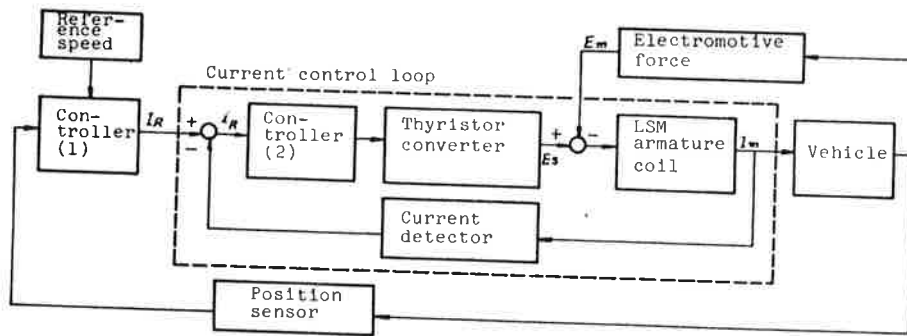 Refer-
ence
speed
Con-
troller
(1)
I_R
Current control loop
+
−
i_R
Con-
troller
(2)
Thyristor
converter
+
E_S
−
E_m
Electromotive
force
LSM
armature
coil
I_m
Vehicle
Current
detector
Position
sensor